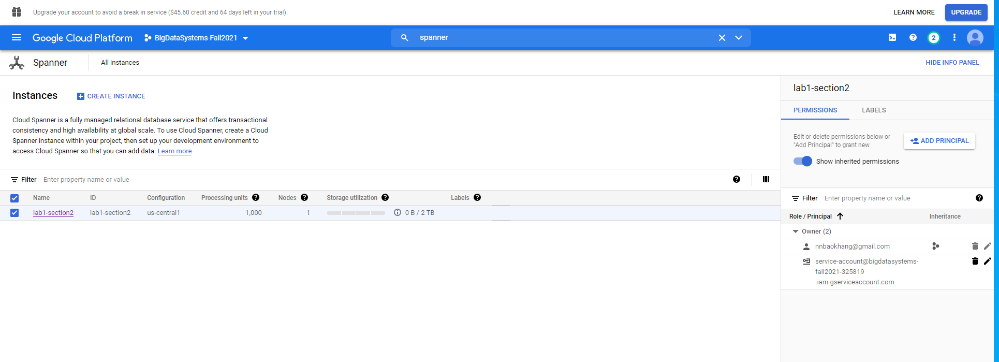 Upgrade your account to avoid a break in service ($45.60 credit and 64 days left in your trial).
LEARN MORE
UPGRADE
Google Cloud Platform
BigDataSystems-Fall2021
spanner
2
Spanner
All instances
HIDE INFO PANEL
Instances
CREATE INSTANCE
Cloud Spanner is a fully managed relational database service that offers transactional
consistency and high availability at global scale. To use Cloud Spanner, create a Cloud
Spanner instance within your project, then set up your development environment to
access Cloud Spanner so that you can add data. Learn more
Filter Enter property name or value
Name ID Configuration Processing units Nodes Storage utilization Labels
lab1-section2 lab1-section2 us-central1 1,000 1 0 B / 2 TB
lab1-section2
PERMISSIONS LABELS
Edit or delete permissions below or
"Add Principal" to grant new
ADD PRINCIPAL
Show inherited permissions
Filter Enter property name or value
Role / Principal Inheritance
Owner (2)
nnbaokhang@gmail.com
service-account@bigdatasystems-
fall2021-325819
.iam.gserviceaccount.com